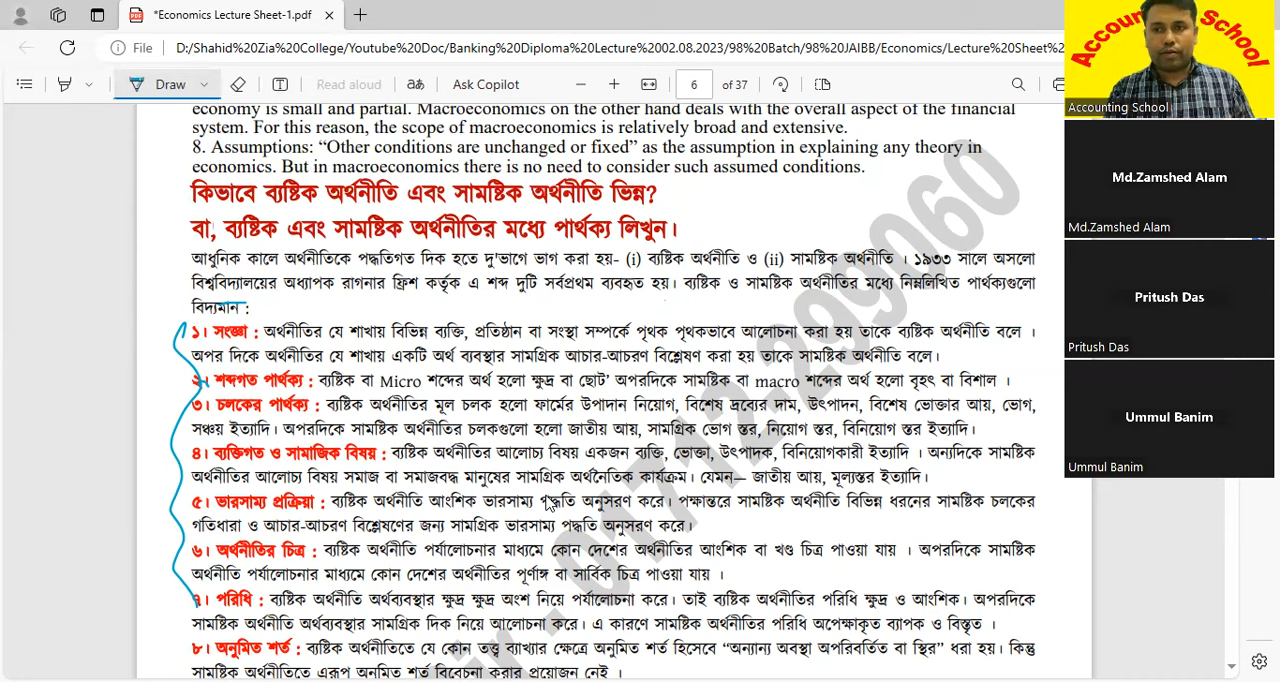 *Economics Lecture Sheet-1.pdf
File
D:/Shahid%20Zia%20College/Youtube%20Doc/Banking%20Diploma%20Lecture%2002.08.2023/98%20Batch/98%20JAIBB/Economics/Lecture%20Sheet%2
Draw
Read aloud
Ask Copilot
6 of 37
economy is small and partial. Macroeconomics on the other hand deals with the overall aspect of the financial
system. For this reason, the scope of macroeconomics is relatively broad and extensive.
8. Assumptions: “Other conditions are unchanged or fixed” as the assumption in explaining any theory in
economics. But in macroeconomics there is no need to consider such assumed conditions.
কিভাবে ব্যষ্টিক অর্থনীতি এবং সামষ্টিক অর্থনীতি ভিন্ন?
বা, ব্যষ্টিক এবং সামষ্টিক অর্থনীতির মধ্যে পার্থক্য লিখুন।
আধুনিক কালে অর্থনীতিকে পদ্ধতিগত দিক হতে দু'ভাগে ভাগ করা হয়- (i) ব্যষ্টিক অর্থনীতি ও (ii) সামষ্টিক অর্থনীতি । ১৯৩৩ সালে অসলো
বিশ্ববিদ্যালয়ের অধ্যাপক রাগনার ফ্রিশ কর্তৃক এ শব্দ দুটি সর্বপ্রথম ব্যবহৃত হয়। ব্যষ্টিক ও সামষ্টিক অর্থনীতির মধ্যে নিম্নলিখিত পার্থক্যগুলো
বিদ্যমান :
১। সংজ্ঞা : অর্থনীতির যে শাখায় বিভিন্ন ব্যক্তি, প্রতিষ্ঠান বা সংস্থা সম্পর্কে পৃথক পৃথকভাবে আলোচনা করা হয় তাকে ব্যষ্টিক অর্থনীতি বলে ।
অপর দিকে অর্থনীতির যে শাখায় একটি অর্থ ব্যবস্থার সামগ্রিক আচার-আচরণ বিশ্লেষণ করা হয় তাকে সামষ্টিক অর্থনীতি বলে।
২। শব্দগত পার্থক্য : ব্যষ্টিক বা Micro শব্দের অর্থ হলো ক্ষুদ্র বা ছোট' অপরদিকে সামষ্টিক বা macro শব্দের অর্থ হলো বৃহৎ বা বিশাল ।
৩। চলকের পার্থক্য : ব্যষ্টিক অর্থনীতির মূল চলক হলো ফার্মের উপাদান নিয়োগ, বিশেষ দ্রব্যের দাম, উৎপাদন, বিশেষ ভোক্তার আয়, ভোগ,
সঞ্চয় ইত্যাদি। অপরদিকে সামষ্টিক অর্থনীতির চলকগুলো হলো জাতীয় আয়, সামগ্রিক ভোগ স্তর, নিয়োগ স্তর, বিনিয়োগ স্তর ইত্যাদি।
৪। ব্যক্তিগত ও সামাজিক বিষয় : ব্যষ্টিক অর্থনীতির আলোচ্য বিষয় একজন ব্যক্তি, ভোক্তা, উৎপাদক, বিনিয়োগকারী ইত্যাদি । অন্যদিকে সামষ্টিক
অর্থনীতির আলোচ্য বিষয় সমাজ বা সমাজবদ্ধ মানুষের সামগ্রিক অর্থনৈতিক কার্যক্রম। যেমন— জাতীয় আয়, মূল্যস্তর ইত্যাদি।
৫। ভারসাম্য প্রক্রিয়া : ব্যষ্টিক অর্থনীতি আংশিক ভারসাম্য পদ্ধতি অনুসরণ করে। পক্ষান্তরে সামষ্টিক অর্থনীতি বিভিন্ন ধরনের সামষ্টিক চলকের
গতিধারা ও আচার-আচরণ বিশ্লেষণের জন্য সামগ্রিক ভারসাম্য পদ্ধতি অনুসরণ করে।
৬। অর্থনীতির চিত্র : ব্যষ্টিক অর্থনীতি পর্যালোচনার মাধ্যমে কোন দেশের অর্থনীতির আংশিক বা খণ্ড চিত্র পাওয়া যায় । অপরদিকে সামষ্টিক
অর্থনীতি পর্যালোচনার মাধ্যমে কোন দেশের অর্থনীতির পূর্ণাঙ্গ বা সার্বিক চিত্র পাওয়া যায় ।
৭। পরিধি : ব্যষ্টিক অর্থনীতি অর্থব্যবস্থার ক্ষুদ্র ক্ষুদ্র অংশ নিয়ে পর্যালোচনা করে। তাই ব্যষ্টিক অর্থনীতির পরিধি ক্ষুদ্র ও আংশিক। অপরদিকে
সামষ্টিক অর্থনীতি অর্থব্যবস্থার সামগ্রিক দিক নিয়ে আলোচনা করে। এ কারণে সামষ্টিক অর্থনীতির পরিধি অপেক্ষাকৃত ব্যাপক ও বিস্তৃত ।
৮। অনুমিত শর্ত : ব্যষ্টিক অর্থনীতিতে যে কোন তত্ত্ব ব্যাখ্যার ক্ষেত্রে অনুমিত শর্ত হিসেবে “অন্যান্য অবস্থা অপরিবর্তিত বা স্থির” ধরা হয়। কিন্তু
সামষ্টিক অর্থনীতিতে এরূপ অনুমিত শর্ত বিবেচনা করার প্রয়োজন নেই ।
01712-299060
Accounting School
Md.Zamshed Alam
Md.Zamshed Alam
Pritush Das
Pritush Das
Ummul Banim
Ummul Banim